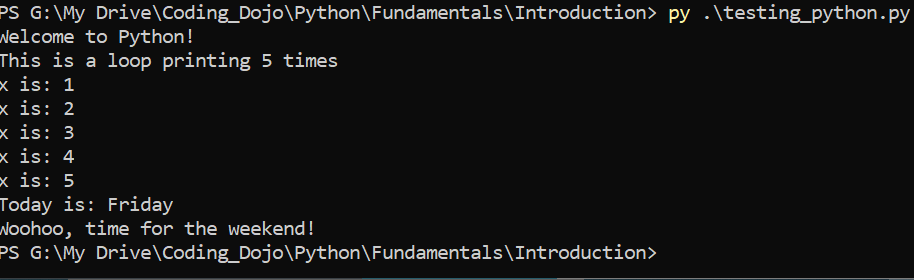 PS G:\My Drive\Coding_Dojo\Python\Fundamentals\Introduction> py .\testing_python.py
Welcome to Python!
This is a loop printing 5 times
x is: 1
x is: 2
x is: 3
x is: 4
x is: 5
Today is: Friday
Woohoo, time for the weekend!
PS G:\My Drive\Coding_Dojo\Python\Fundamentals\Introduction>